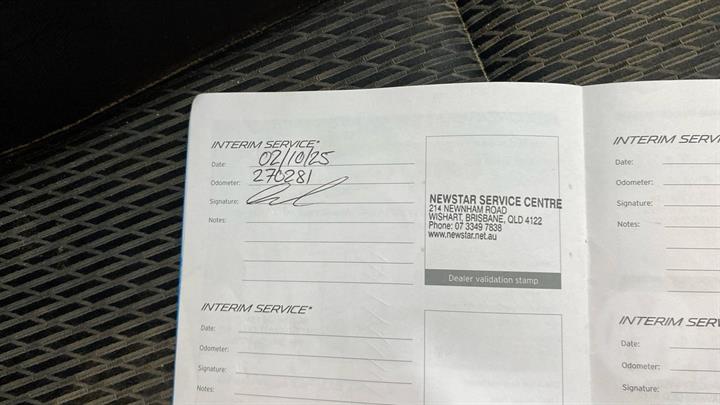 INTERIM SERVICE*
Date: 02/10/25
Odometer: 270281
Signature:
Notes:
NEWSTAR SERVICE CENTRE
214 NEWNHAM ROAD
WISHART, BRISBANE, QLD 4122
Phone: 07 3349 7838
www.newstar.net.au
Dealer validation stamp
INTERIM SERVICE*
Date:
Odometer:
Signature:
Notes:
INTERIM SERVI
Date:
Odometer:
Signature:
Notes:
INTERIM SERV
Date:
Odometer:
Signature: